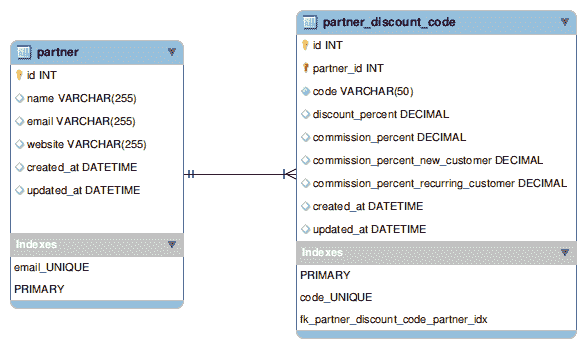 partner
id INT
name VARCHAR(255)
email VARCHAR(255)
website VARCHAR(255)
created_at DATETIME
updated_at DATETIME
Indexes
email_UNIQUE
PRIMARY
partner_discount_code
id INT
partner_id INT
code VARCHAR(50)
discount_percent DECIMAL
commission_percent DECIMAL
commission_percent_new_customer DECIMAL
commission_percent_recurring_customer DECIMAL
created_at DATETIME
updated_at DATETIME
Indexes
PRIMARY
code_UNIQUE
fk_partner_discount_code_partner_idx